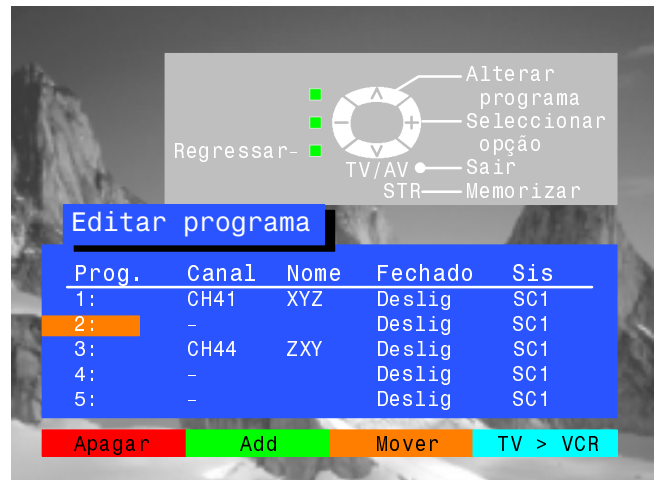 Alterar
programa
Seleccionar
opção
Regressar-
TV/AV Sair
STR Memorizar
Editar programa
Prog. Canal Nome Fechado Sis
1: CH41 XYZ Deslig SC1
2: - Deslig SC1
3: CH44 ZXY Deslig SC1
4: - Deslig SC1
5: - Deslig SC1
Apagar Add Mover TV > VCR